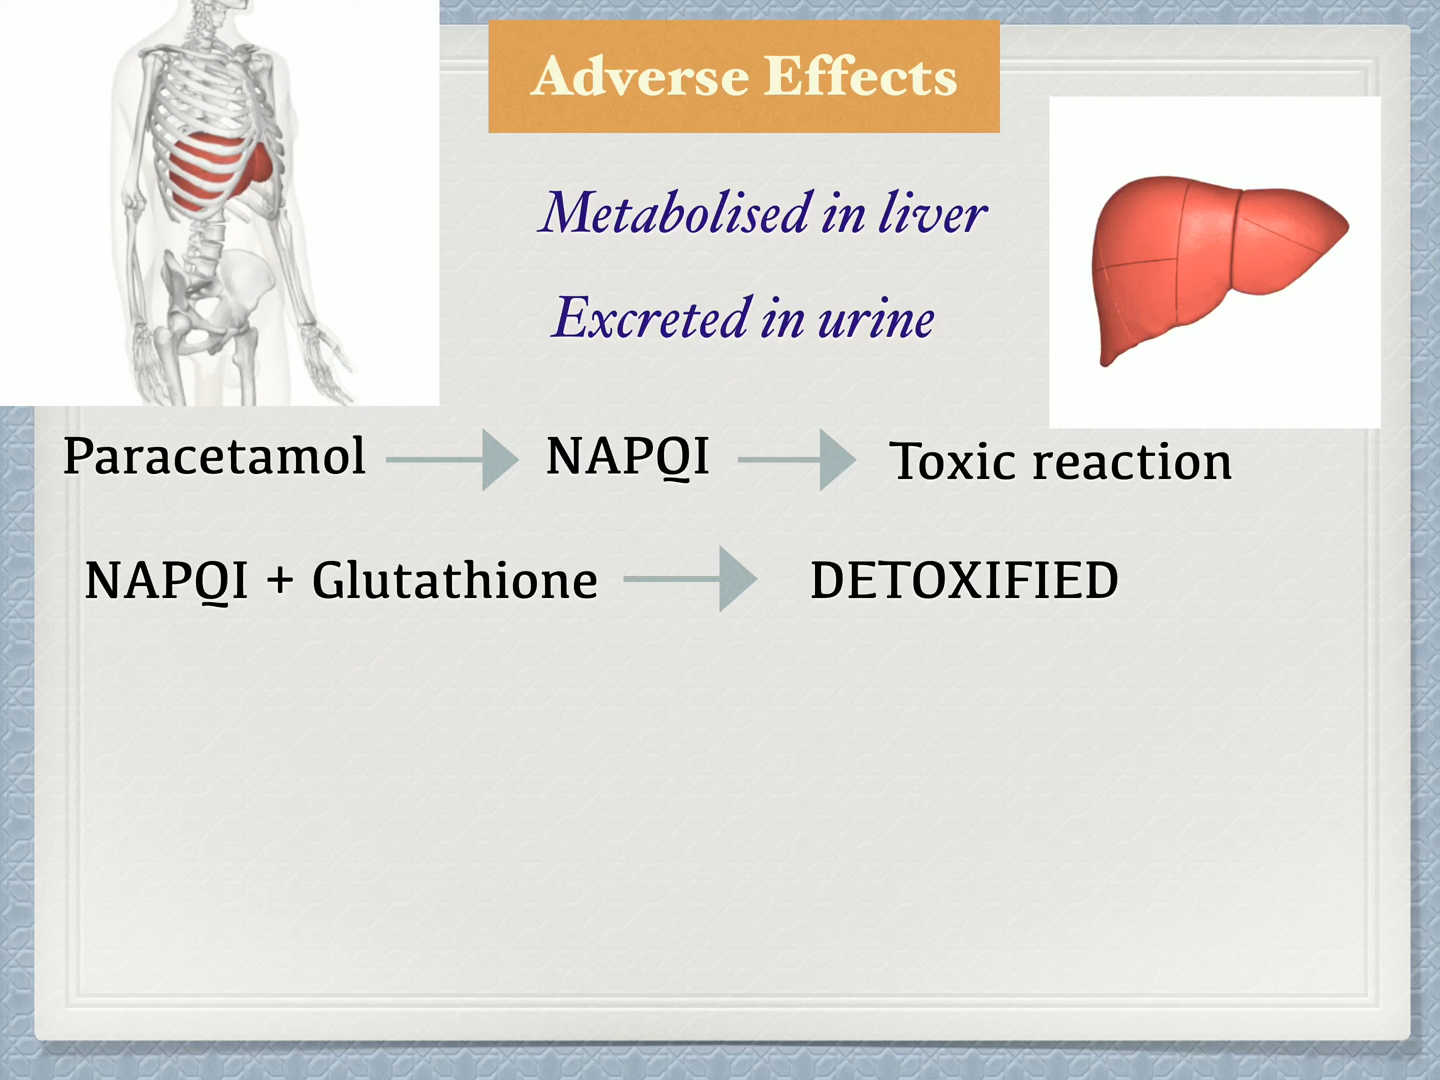 Adverse Effects
Metabolised in liver
Excreted in urine
Paracetamol → NAPQI → Toxic reaction
NAPQI + Glutathione → DETOXIFIED